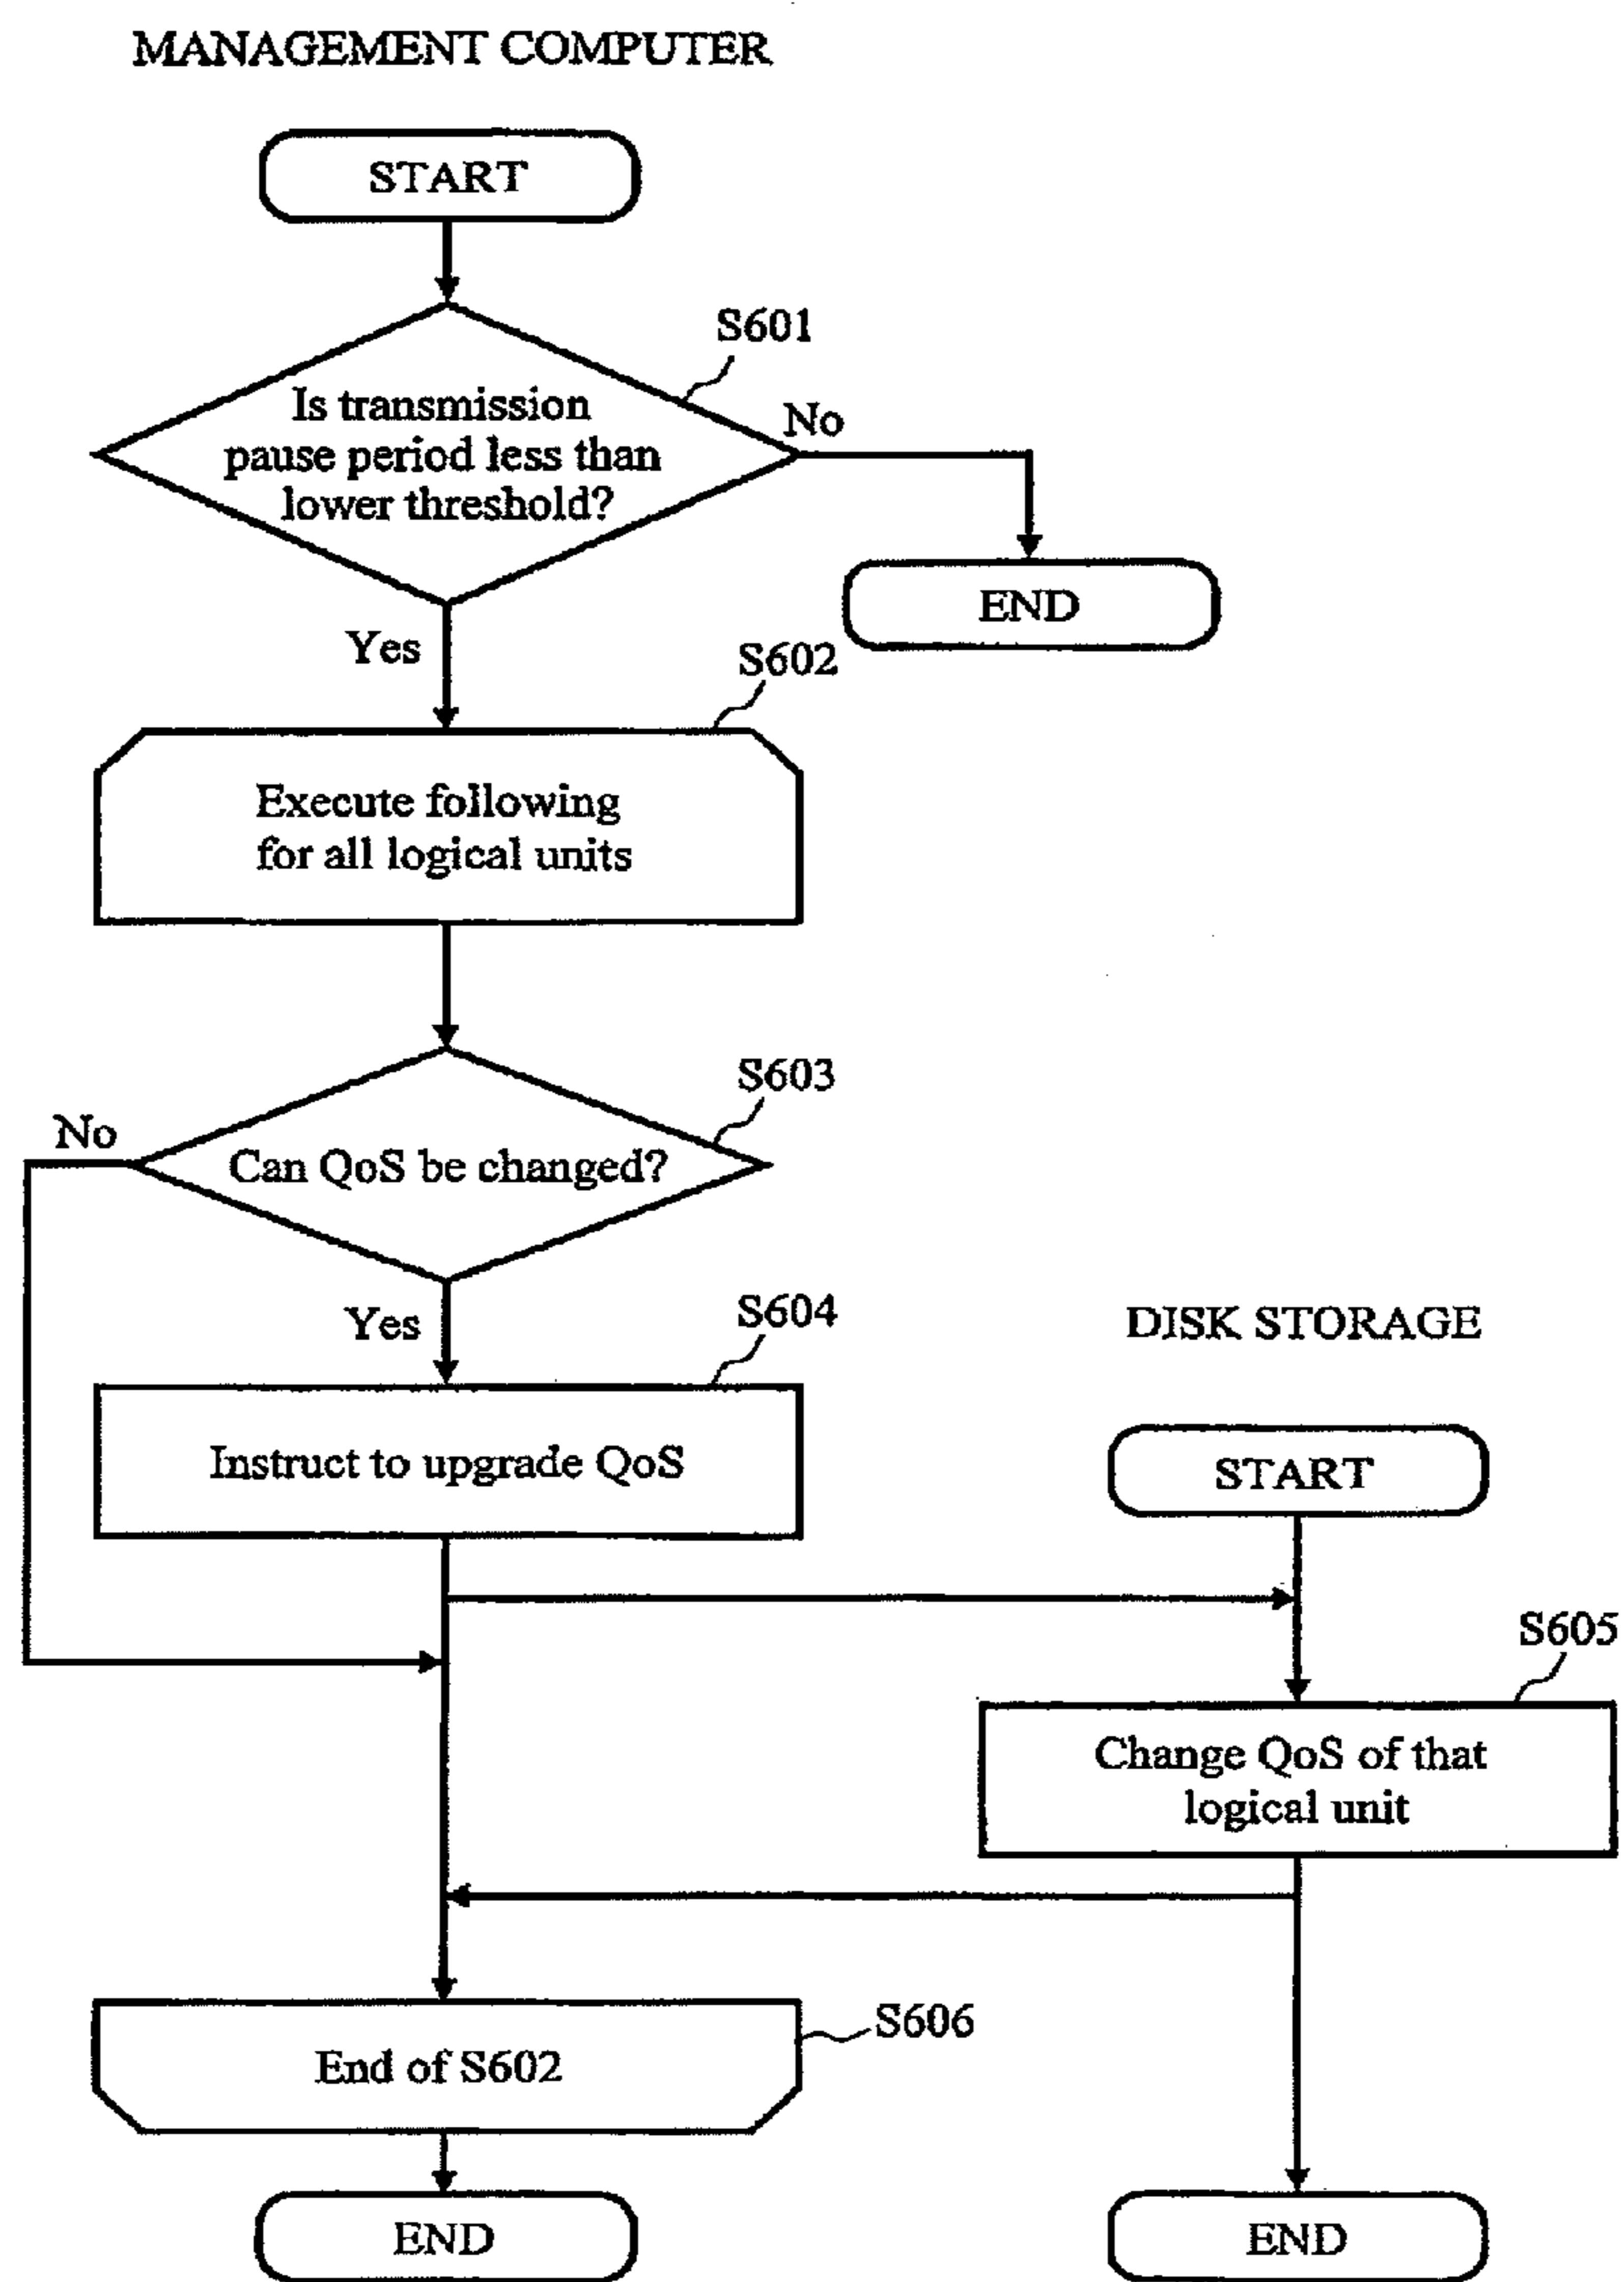 MANAGEMENT COMPUTER
START
S601
Is transmission
pause period less than
lower threshold?
No
END
Yes
S602
Execute following
for all logical units
S603
No
Can QoS be changed?
Yes
S604
Instruct to upgrade QoS
DISK STORAGE
START
S605
Change QoS of that
logical unit
S606
End of S602
END
END